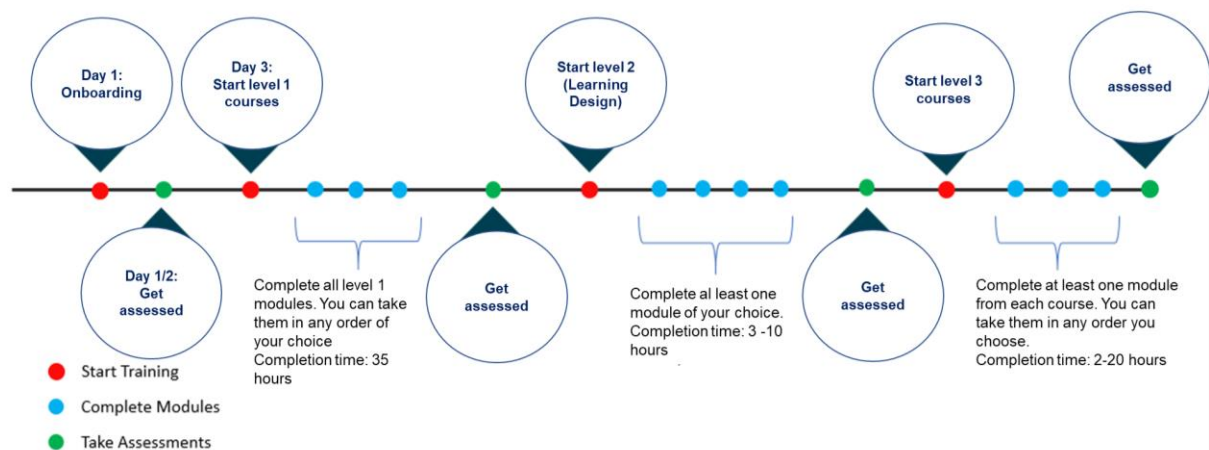 Day 1:
Onboarding
Day 3:
Start level 1
courses
Start level 2
(Learning
Design)
Start level 3
courses
Get
assessed
Day 1/2:
Get
assessed
Complete all level 1
modules. You can take
them in any order of
your choice
Completion time: 35
hours
Get
assessed
Complete al least one
module of your choice.
Completion time: 3 -10
hours
.
Get
assessed
Complete at least one module
from each course. You can
take them in any order you
choose.
Completion time: 2-20 hours
Start Training
Complete Modules
Take Assessments